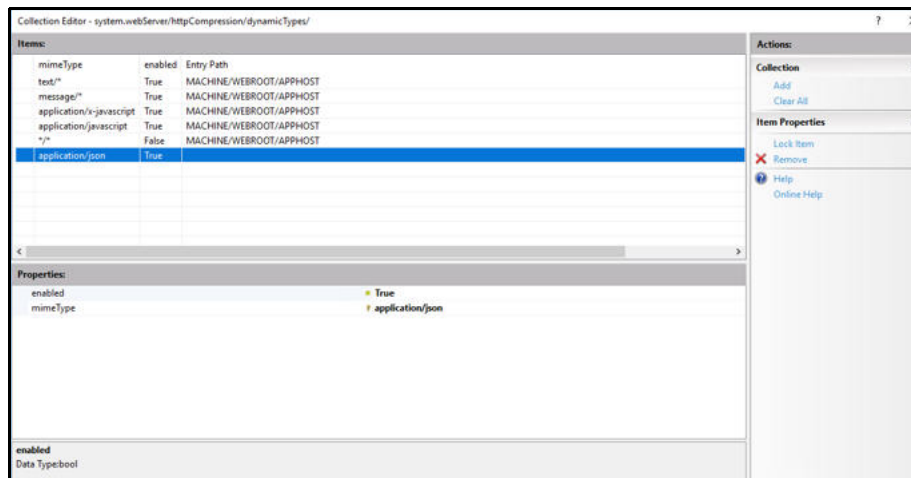 Collection Editor - system.webServer/httpCompression/dynamicTypes/ ?
Items:
mimeType enabled Entry Path
text/* True MACHINE/WEBROOT/APPHOST
message/* True MACHINE/WEBROOT/APPHOST
application/x-javascript True MACHINE/WEBROOT/APPHOST
application/javascript True MACHINE/WEBROOT/APPHOST
*/* False MACHINE/WEBROOT/APPHOST
application/json True
Properties:
enabled True
mimeType application/json
enabled
Data Type:bool
Actions:
Collection
Add
Clear All
Item Properties
Lock Item
Remove
Help
Online Help